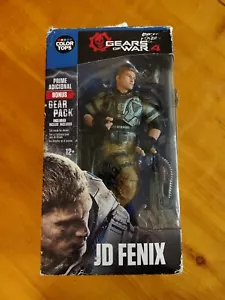 COLOR
TOPS
GEARS OF WAR 4
PRIME
ADICIONAL
BONUS
GEAR
PACK
12+
JD FENIX